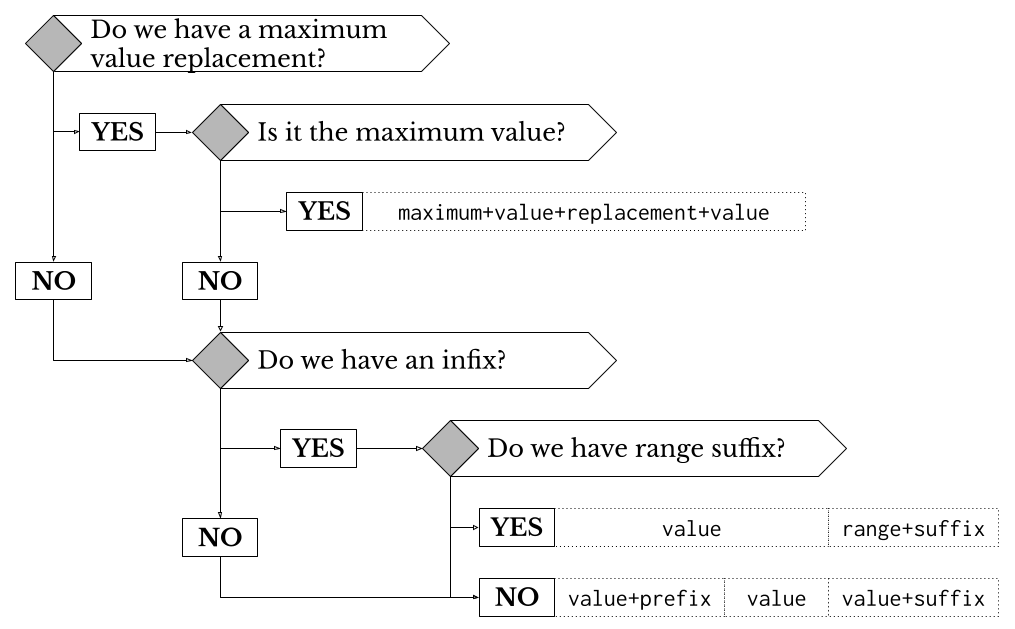 Do we have a maximum
value replacement?
YES
Is it the maximum value?
YES
maximum+value+replacement+value
NO
NO
Do we have an infix?
YES
Do we have range suffix?
YES
value
range+suffix
NO
NO
value+prefix
value
value+suffix